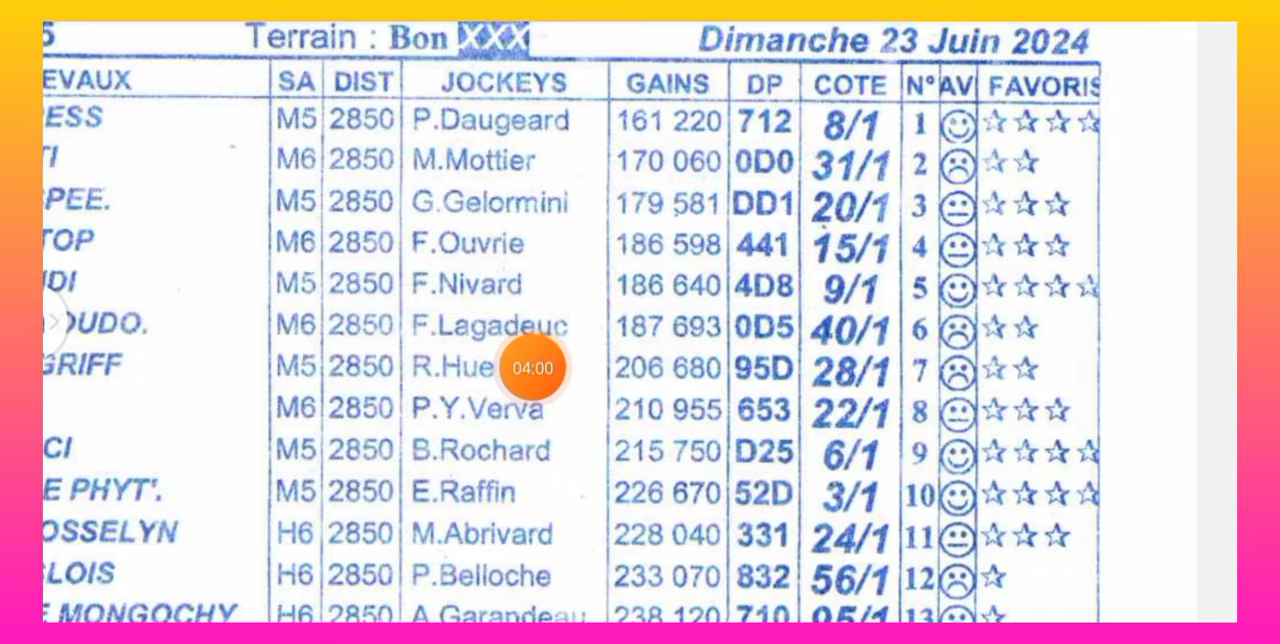 5 Terrain : Bon XXX Dimanche 23 Juin 2024
EVAUX SA DIST JOCKEYS GAINS DP COTE N° AV FAVORIS
ESS M5 2850 P.Daugeard 161 220 712 8/1 1
TI M6 2850 M.Mottier 170 060 0D0 31/1 2
PEE. M5 2850 G.Gelormini 179 581 DD1 20/1 3
TOP M6 2850 F.Ouvrie 186 598 441 15/1 4
IDI M5 2850 F.Nivard 186 640 4D8 9/1 5
OUDO. M6 2850 F.Lagadeuc 187 693 0D5 40/1 6
GRIFF M5 2850 R.Hue 04:00 206 680 95D 28/1 7
M6 2850 P.Y.Verva 210 955 653 22/1 8
CI M5 2850 B.Rochard 215 750 D25 6/1 9
E PHYT'. M5 2850 E.Raffin 226 670 52D 3/1 10
OSSELYN H6 2850 M.Abrivard 228 040 331 24/1 11
LOIS H6 2850 P.Belloche 233 070 832 56/1 12
E MONGOCHY H6 2850 A.Garandeau 238 120 710 95/1 13